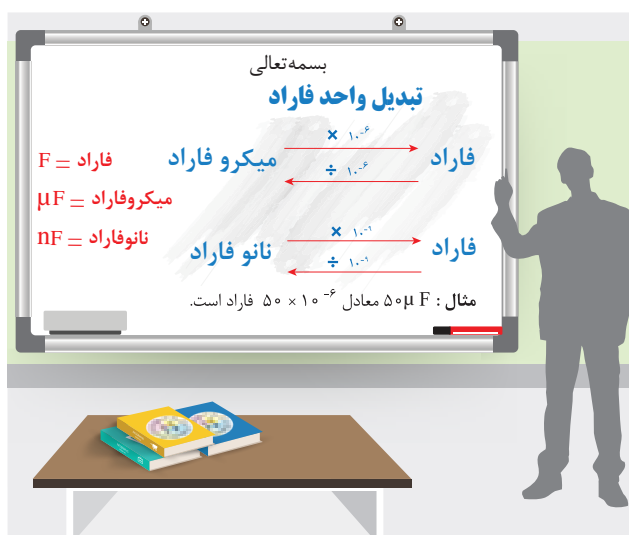 بسمه‌تعالی
تبدیل واحد فاراد
× ۱۰⁻۶
فاراد میکرو فاراد
÷ ۱۰⁻۶
× ۱۰⁻۹
فاراد نانو فاراد
÷ ۱۰⁻۹
فاراد = F
میکروفاراد = µF
نانوفاراد = nF
مثال : ۵۰µ F معادل ۵۰ × ۱۰⁻۶ فاراد است.